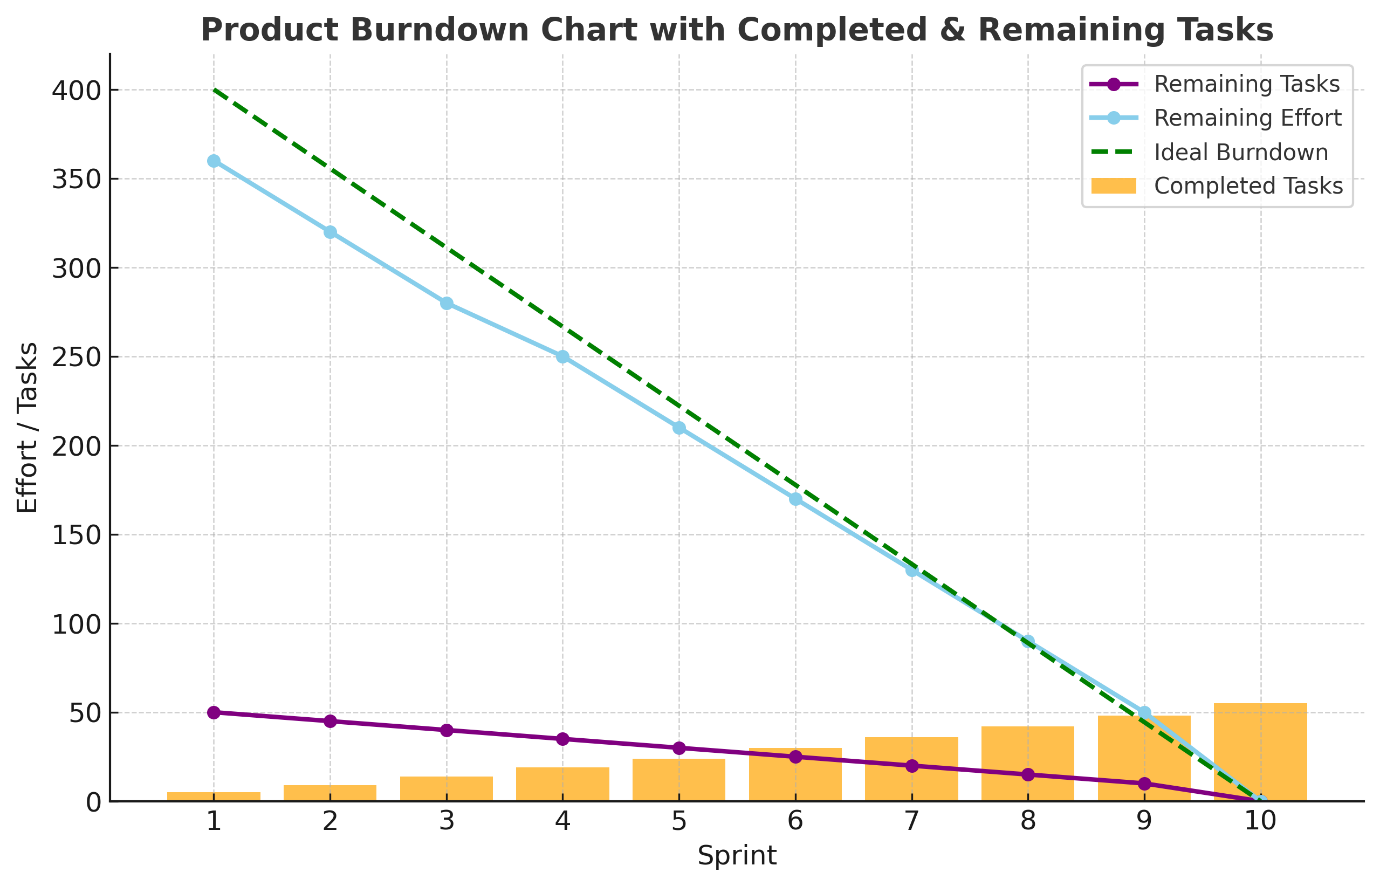 Product Burndown Chart with Completed & Remaining Tasks
Remaining Tasks
Remaining Effort
Ideal Burndown
Completed Tasks
Effort / Tasks
400
350
300
250
200
150
100
50
0
1 2 3 4 5 6 7 8 9 10
Sprint